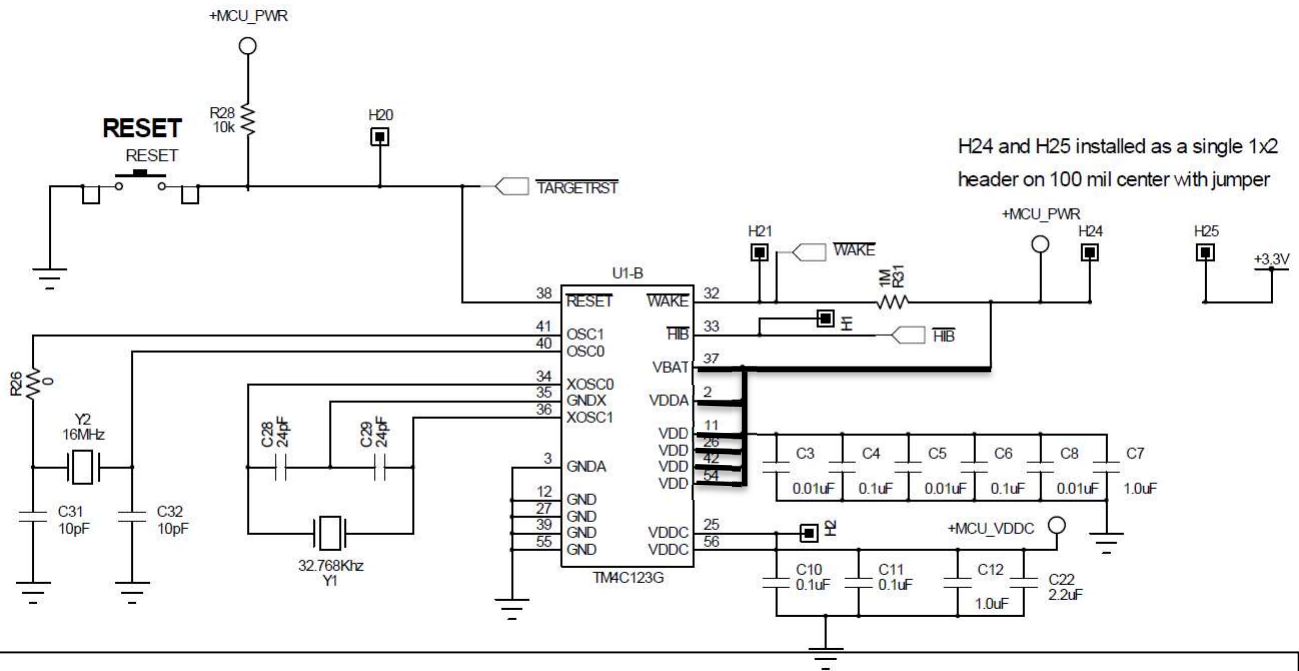 +MCU_PWR
R28
10k
H20
RESET
RESET
TARGETRST
H24 and H25 installed as a single 1x2
header on 100 mil center with jumper
+MCU_PWR
H24
H25
+3.3V
H21
WAKE
1M
R31
U1-B
38
RESET
WAKE
32
H1
41
OSC1
HIB
33
HIB
40
OSC0
VBAT
37
R26
0
34
XOSC0
35
GNDX
36
XOSC1
VDDA
2
Y2
16MHz
C28
24pF
C29
24pF
VDD
11
VDD
26
VDD
42
VDD
54
3
GNDA
C3
0.01uF
C4
0.1uF
C5
0.01uF
C6
0.1uF
C8
0.01uF
C7
1.0uF
C31
10pF
C32
10pF
12
GND
27
GND
39
GND
55
GND
VDDC
25
VDDC
56
H2
+MCU_VDDC
32.768Khz
Y1
TM4C123G
C10
0.1uF
C11
0.1uF
C12
1.0uF
C22
2.2uF